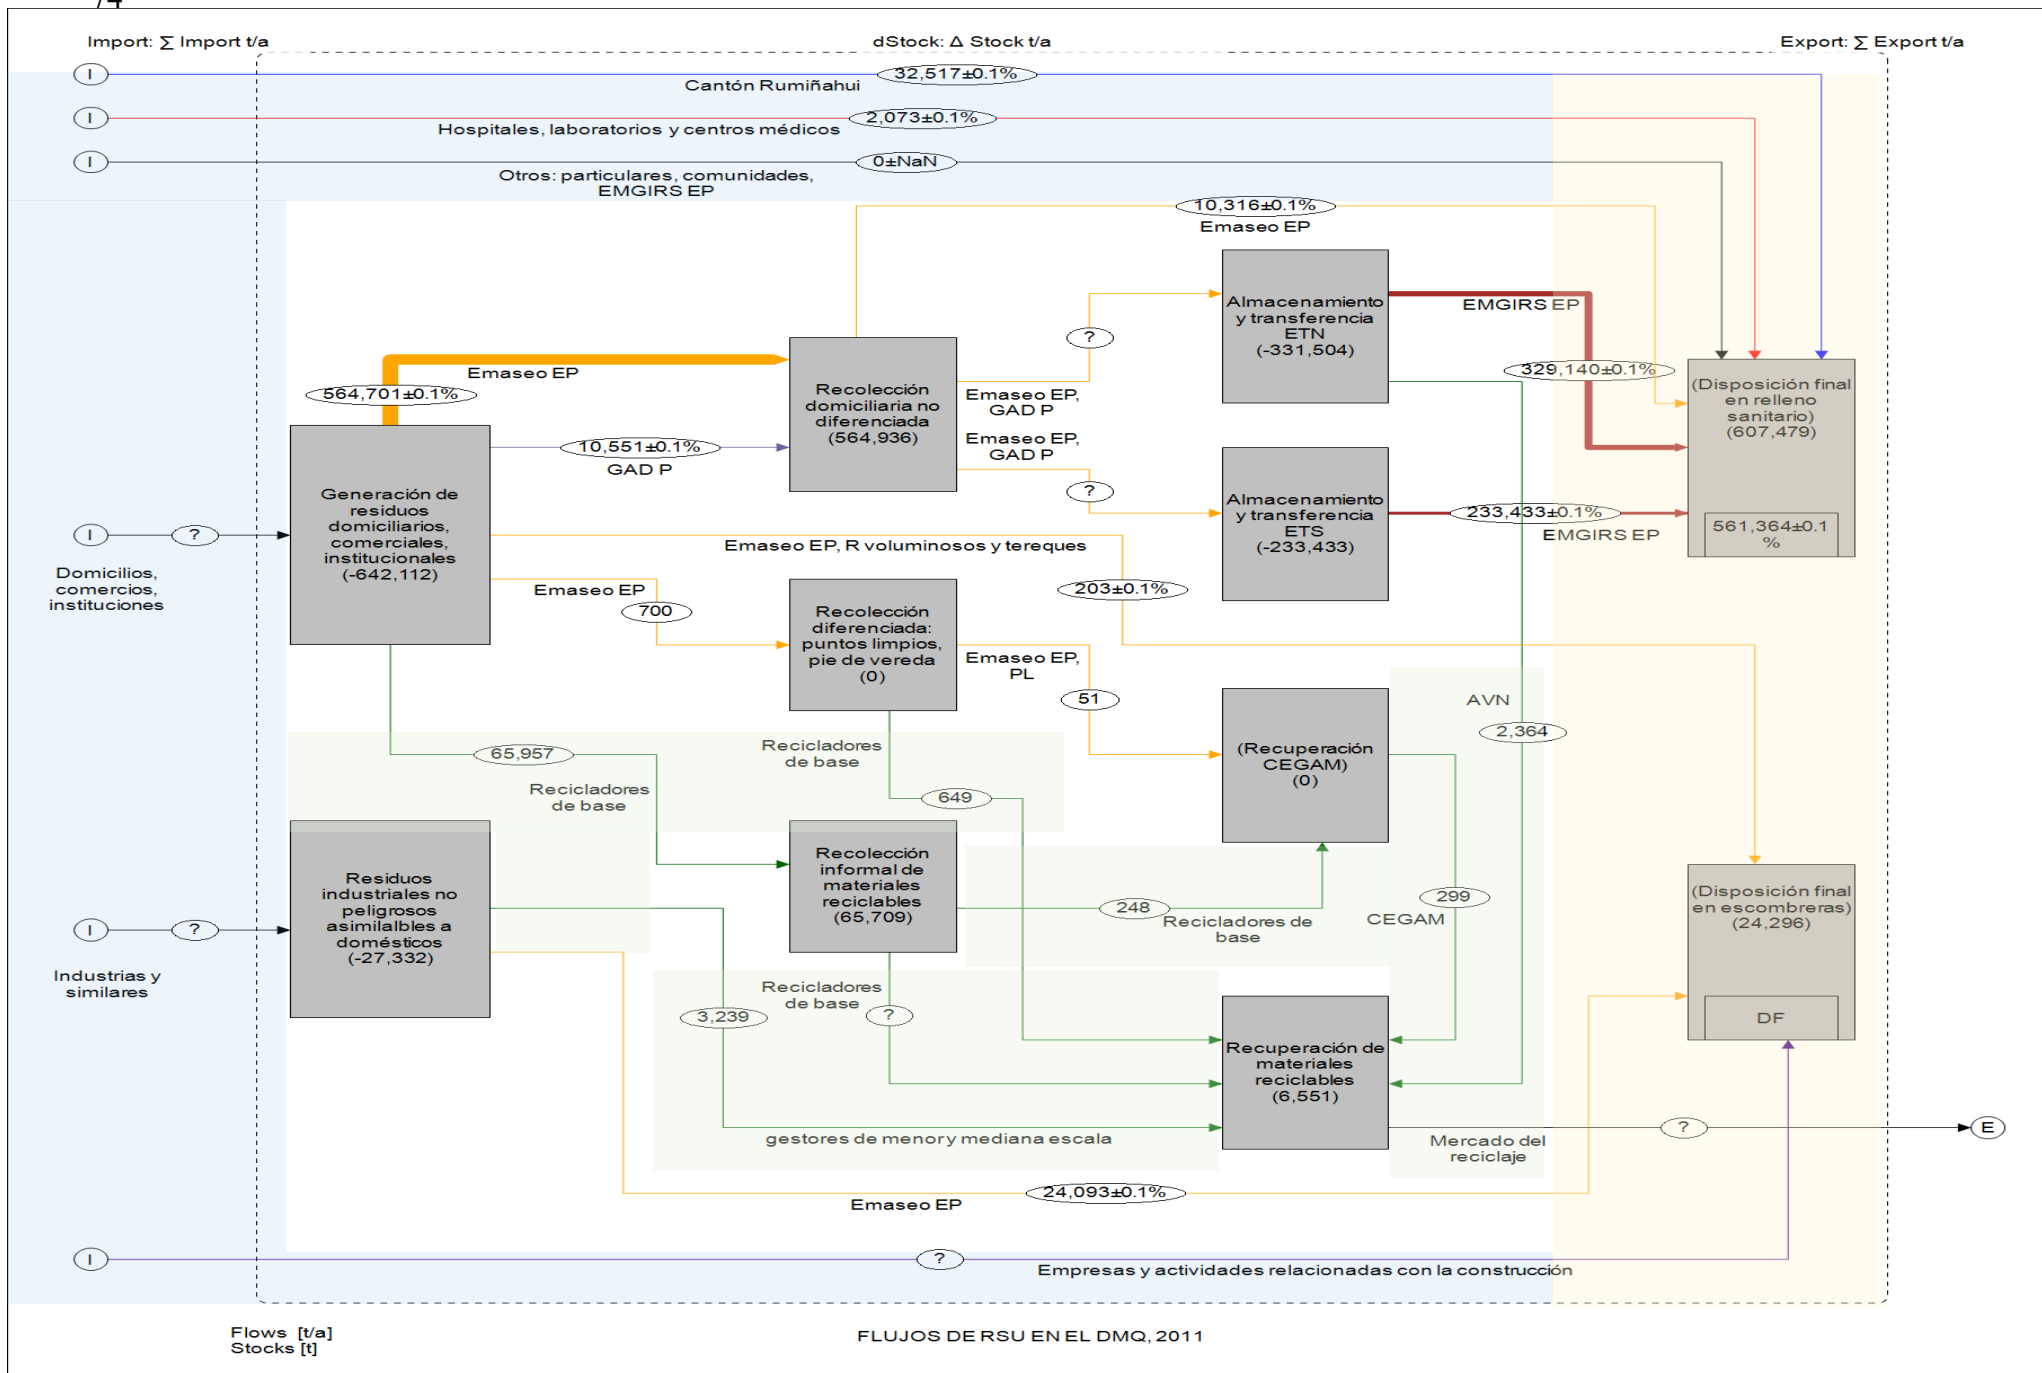 74
Import: Σ Import t/a
dStock: Δ Stock t/a
Export: Σ Export t/a
I
32,517±0.1%
Cantón Rumiñahui
I
2,073±0.1%
Hospitales, laboratorios y centros médicos
I
0±NaN
Otros: particulares, comunidades,
EMGIRS EP
10,316±0.1%
Emaseo EP
Almacenamiento
y transferencia
ETN
(-331,504)
EMGIRS EP
329,140±0.1%
?
Emaseo EP
564,701±0.1%
Recolección
domiciliaria no
diferenciada
(564,936)
Emaseo EP,
GAD P
Emaseo EP,
GAD P
?
(Disposición final
en relleno
sanitario)
(607,479)
561,364±0.1
%
10,551±0.1%
GAD P
Generación de
residuos
domiciliarios,
comerciales,
institucionales
(-642,112)
Almacenamiento
y transferencia
ETS
(-233,433)
233,433±0.1%
EMGIRS EP
I
?
Domicilios,
comercios,
instituciones
Emaseo EP, R voluminosos y tereques
203±0.1%
Emaseo EP
700
Recolección
diferenciada:
puntos limpios,
pie de vereda
(0)
Emaseo EP,
PL
51
AVN
2,364
65,957
Recicladores
de base
Recicladores
de base
649
(Recuperación
CEGAM)
(0)
Residuos
industriales no
peligrosos
asimilalbles a
domésticos
(-27,332)
Recolección
informal de
materiales
reciclables
(65,709)
248
Recicladores de
base
299
CEGAM
(Disposición final
en escombreras)
(24,296)
DF
I
?
Industrias y
similares
Recicladores
de base
3,239
?
Recuperación de
materiales
reciclables
(6,551)
gestores de menor y mediana escala
Mercado del
reciclaje
?
E
24,093±0.1%
Emaseo EP
I
?
Empresas y actividades relacionadas con la construcción
Flows [t/a]
Stocks [t]
FLUJOS DE RSU EN EL DMQ, 2011